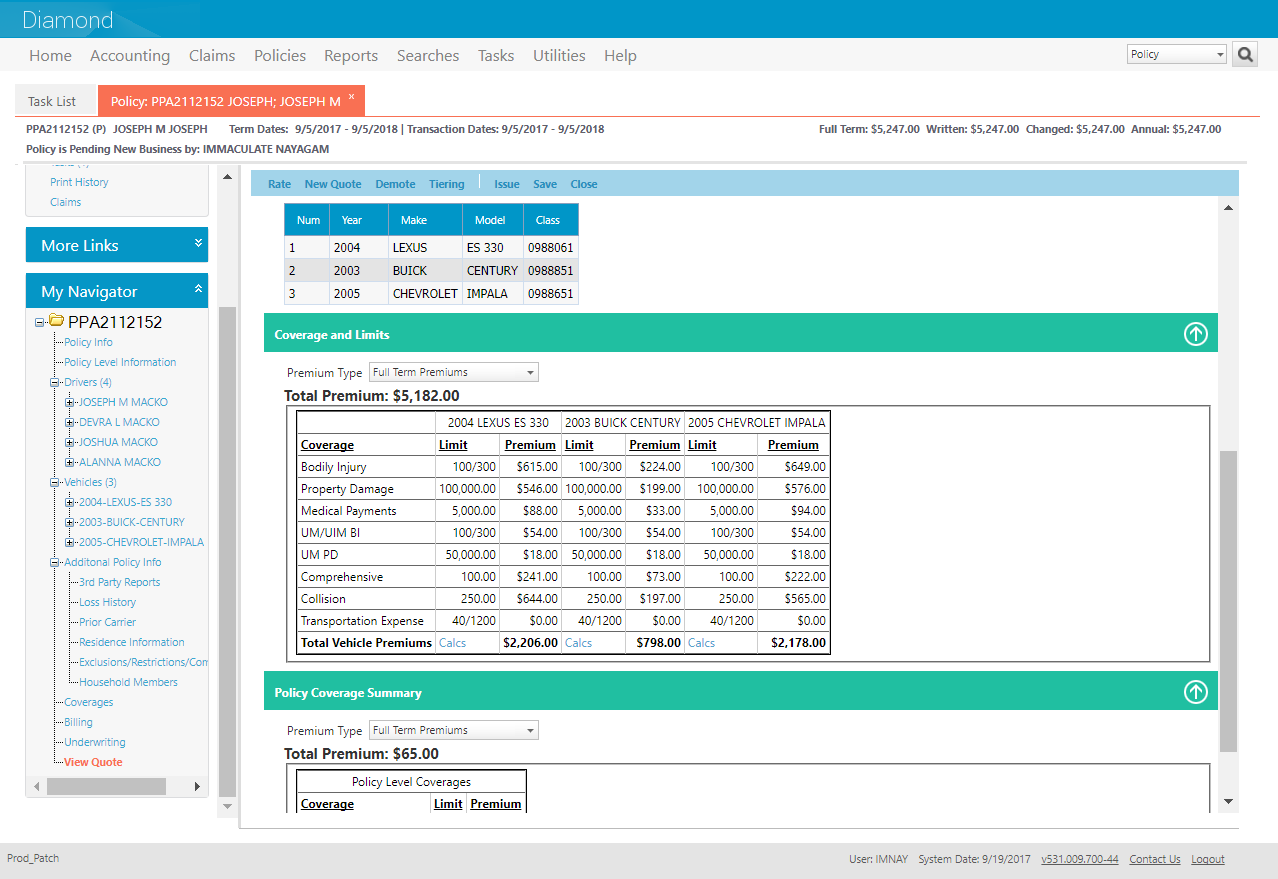 Diamond
Home Accounting Claims Policies Reports Searches Tasks Utilities Help Policy
Task List Policy: PPA2112152 JOSEPH; JOSEPH M ×
PPA2112152 (P) JOSEPH M JOSEPH Term Dates: 9/5/2017 - 9/5/2018 | Transaction Dates: 9/5/2017 - 9/5/2018 Full Term: $5,247.00 Written: $5,247.00 Changed: $5,247.00 Annual: $5,247.00
Policy is Pending New Business by: IMMACULATE NAYAGAM
Print History
Claims
More Links
My Navigator
PPA2112152
Policy Info
Policy Level Information
Drivers (4)
JOSEPH M MACKO
DEVRA L MACKO
JOSHUA MACKO
ALANNA MACKO
Vehicles (3)
2004-LEXUS-ES 330
2003-BUICK-CENTURY
2005-CHEVROLET-IMPALA
Additonal Policy Info
3rd Party Reports
Loss History
Prior Carrier
Residence Information
Exclusions/Restrictions/Con
Household Members
Coverages
Billing
Underwriting
View Quote
Rate New Quote Demote Tiering Issue Save Close
Num Year Make Model Class
1 2004 LEXUS ES 330 0988061
2 2003 BUICK CENTURY 0988851
3 2005 CHEVROLET IMPALA 0988651
Coverage and Limits
Premium Type Full Term Premiums
Total Premium: $5,182.00
2004 LEXUS ES 330 2003 BUICK CENTURY 2005 CHEVROLET IMPALA
Coverage Limit Premium Limit Premium Limit Premium
Bodily Injury 100/300 $615.00 100/300 $224.00 100/300 $649.00
Property Damage 100,000.00 $546.00 100,000.00 $199.00 100,000.00 $576.00
Medical Payments 5,000.00 $88.00 5,000.00 $33.00 5,000.00 $94.00
UM/UIM BI 100/300 $54.00 100/300 $54.00 100/300 $54.00
UM PD 50,000.00 $18.00 50,000.00 $18.00 50,000.00 $18.00
Comprehensive 100.00 $241.00 100.00 $73.00 100.00 $222.00
Collision 250.00 $644.00 250.00 $197.00 250.00 $565.00
Transportation Expense 40/1200 $0.00 40/1200 $0.00 40/1200 $0.00
Total Vehicle Premiums Calcs $2,206.00 Calcs $798.00 Calcs $2,178.00
Policy Coverage Summary
Premium Type Full Term Premiums
Total Premium: $65.00
Policy Level Coverages
Coverage Limit Premium
Prod_Patch User: IMNAY System Date: 9/19/2017 v531.009.700-44 Contact Us Logout